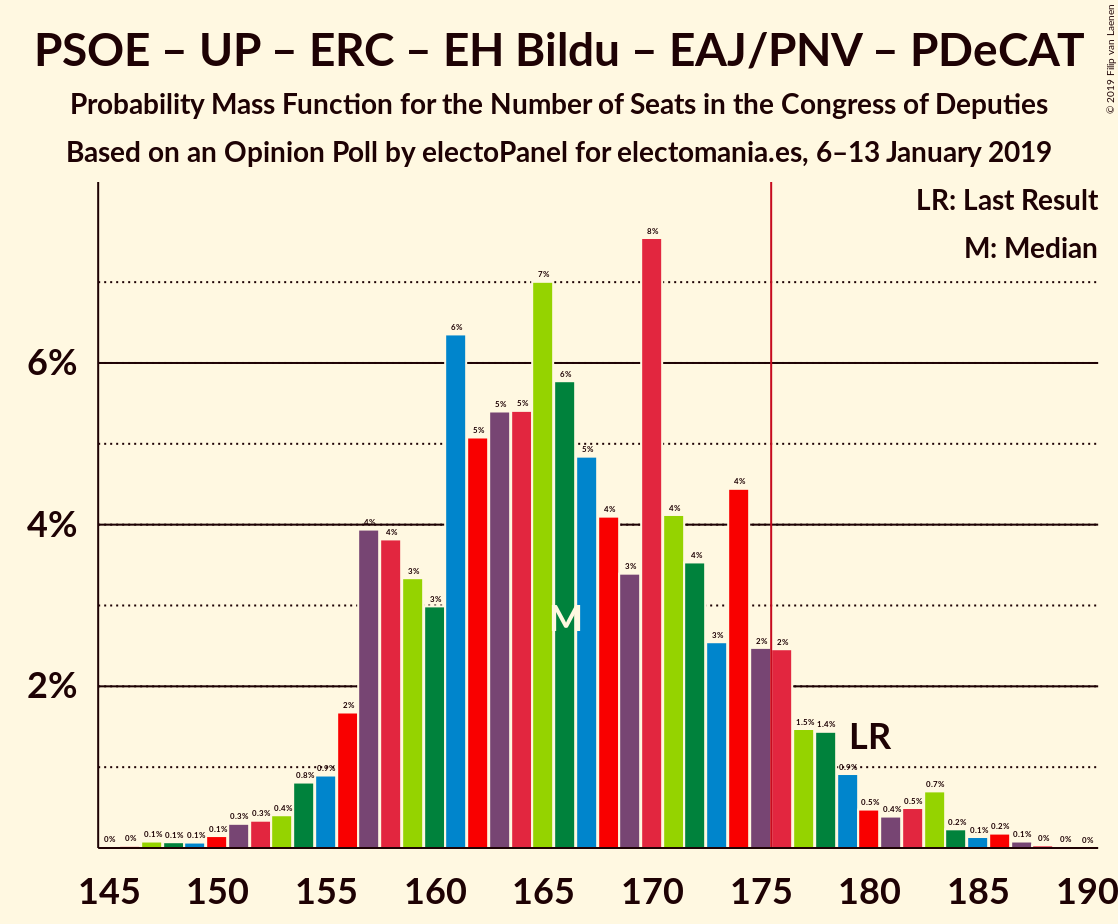 PSOE – UP – ERC – EH Bildu – EAJ/PNV – PDeCAT
Probability Mass Function for the Number of Seats in the Congress of Deputies
Based on an Opinion Poll by electoPanel for electomania.es, 6–13 January 2019
© 2019 Filip van Laenen
LR: Last Result
M: Median
6%
4%
2%
0% 0% 0.1% 0.1% 0.1% 0.1% 0.3% 0.3% 0.4% 0.8% 0.9% 2% 4% 4% 3% 3% 6% 5% 5% 5% 7% 6% 5% 4% 3% 8% 4% 4% 3% 4% 2% 2% 1.5% 1.4% 0.9% 0.5% 0.4% 0.5% 0.7% 0.2% 0.1% 0.2% 0.1% 0% 0% 0%
M
LR
145 150 155 160 165 170 175 180 185 190